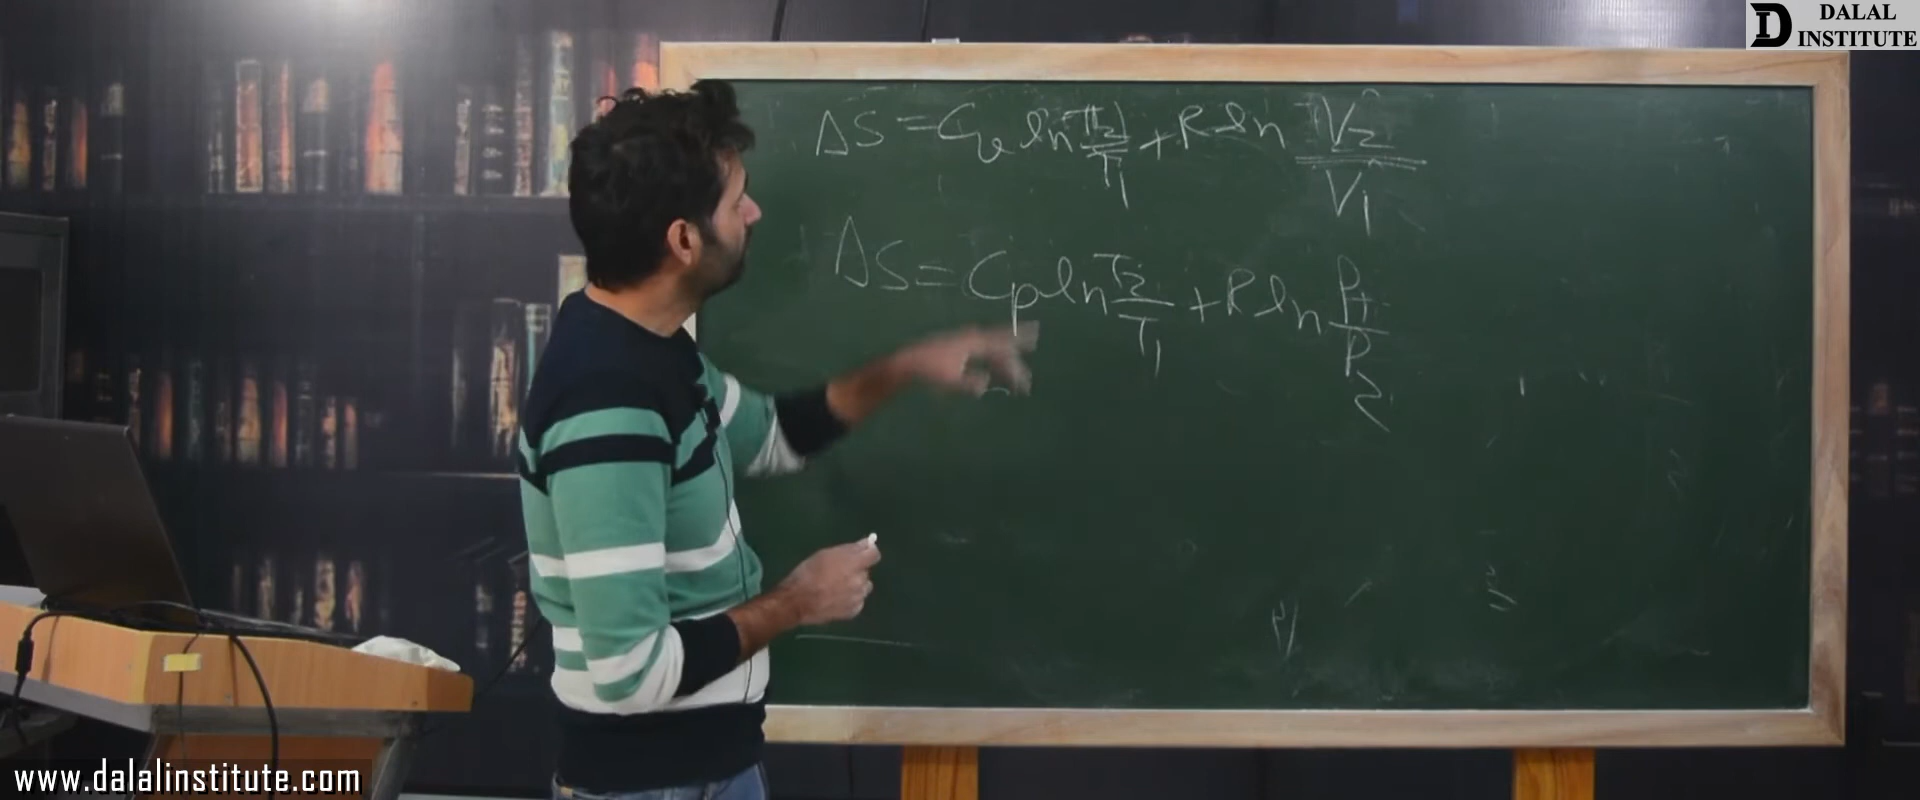 DALAL
INSTITUTE
ΔS = Cv ln T2/T1 + R ln V2/V1
ΔS = Cp ln T2/T1 + R ln P1/P2
www.dalalinstitute.com